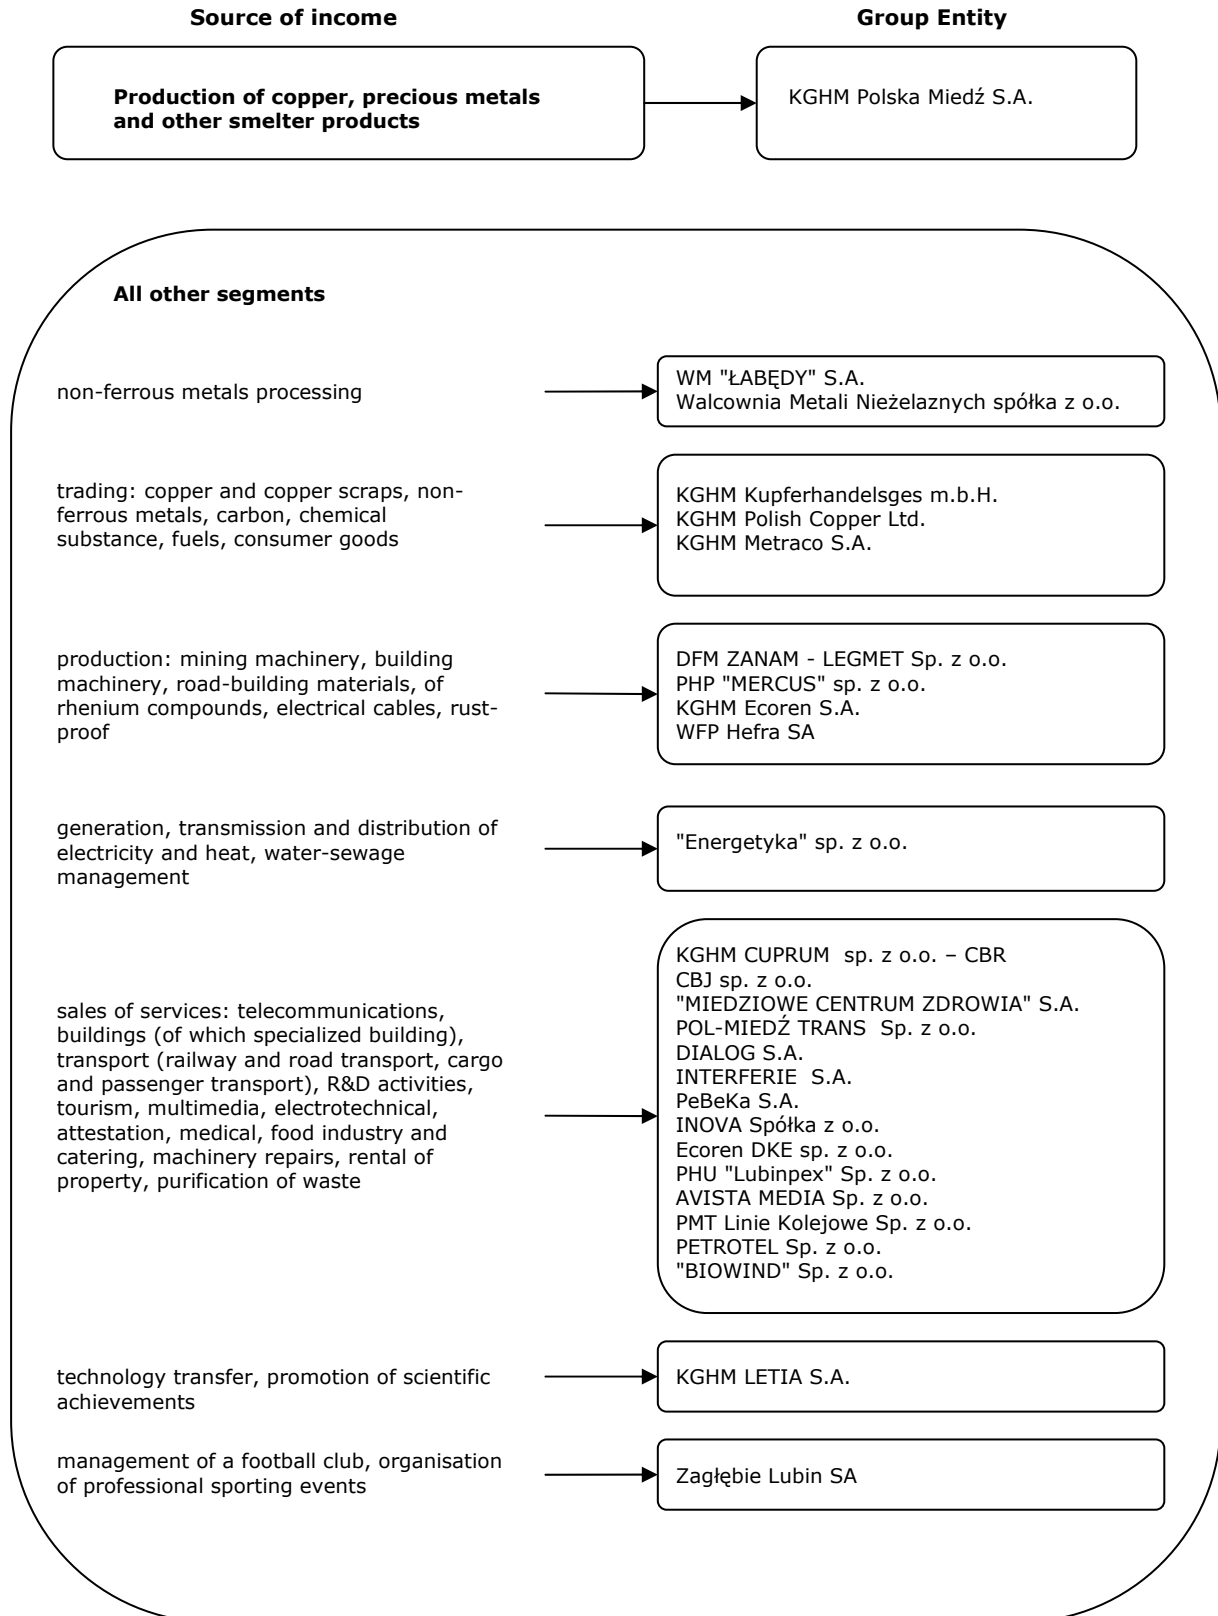 Source of income
Group Entity
Production of copper, precious metals
and other smelter products
KGHM Polska Miedź S.A.
All other segments
non-ferrous metals processing
WM "ŁABĘDY" S.A.
Walcownia Metali Nieżelaznych spółka z o.o.
trading: copper and copper scraps, non-
ferrous metals, carbon, chemical
substance, fuels, consumer goods
KGHM Kupferhandelsges m.b.H.
KGHM Polish Copper Ltd.
KGHM Metraco S.A.
production: mining machinery, building
machinery, road-building materials, of
rhenium compounds, electrical cables, rust-
proof
DFM ZANAM - LEGMET Sp. z o.o.
PHP "MERCUS" sp. z o.o.
KGHM Ecoren S.A.
WFP Hefra SA
generation, transmission and distribution of
electricity and heat, water-sewage
management
"Energetyka" sp. z o.o.
sales of services: telecommunications,
buildings (of which specialized building),
transport (railway and road transport, cargo
and passenger transport), R&D activities,
tourism, multimedia, electrotechnical,
attestation, medical, food industry and
catering, machinery repairs, rental of
property, purification of waste
KGHM CUPRUM sp. z o.o. – CBR
CBJ sp. z o.o.
"MIEDZIOWE CENTRUM ZDROWIA" S.A.
POL-MIEDŹ TRANS Sp. z o.o.
DIALOG S.A.
INTERFERIE S.A.
PeBeKa S.A.
INOVA Spółka z o.o.
Ecoren DKE sp. z o.o.
PHU "Lubinpex" Sp. z o.o.
AVISTA MEDIA Sp. z o.o.
PMT Linie Kolejowe Sp. z o.o.
PETROTEL Sp. z o.o.
"BIOWIND" Sp. z o.o.
technology transfer, promotion of scientific
achievements
KGHM LETIA S.A.
management of a football club, organisation
of professional sporting events
Zagłębie Lubin SA